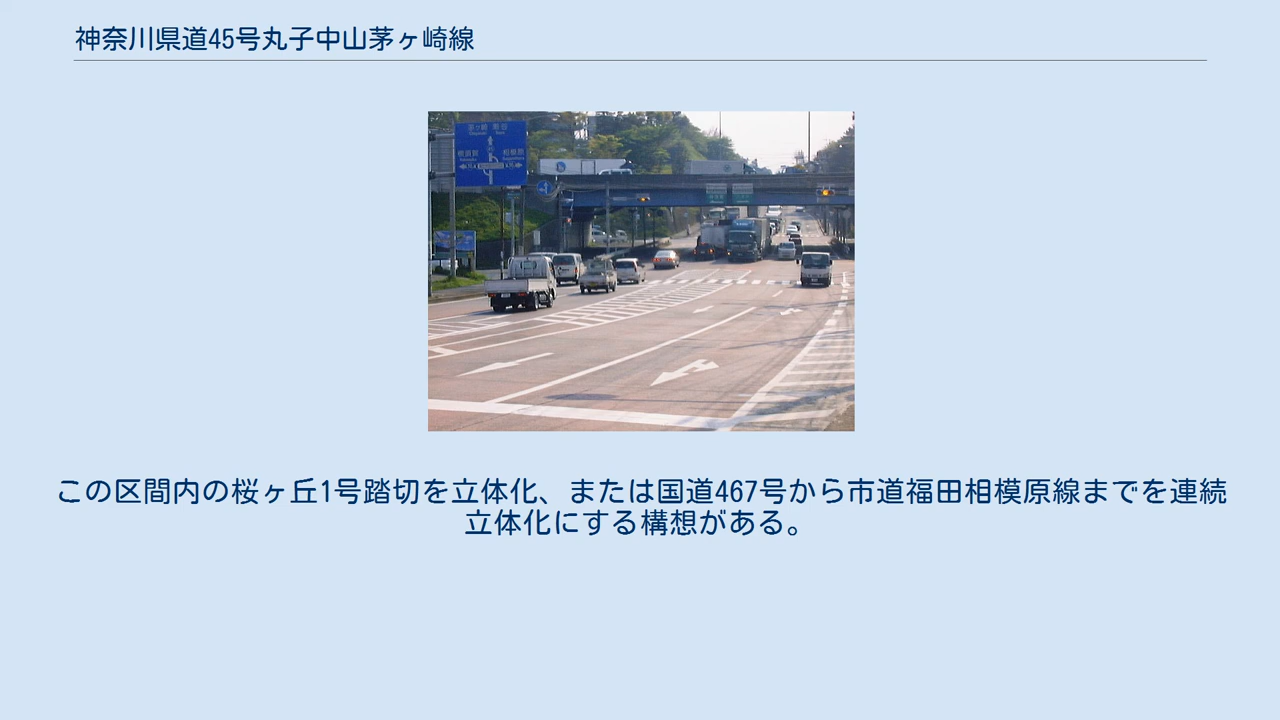 神奈川県道45号丸子中山茅ヶ崎線
この区間内の桜ヶ丘1号踏切を立体化、または国道467号から市道福田相模原線までを連続
立体化にする構想がある。